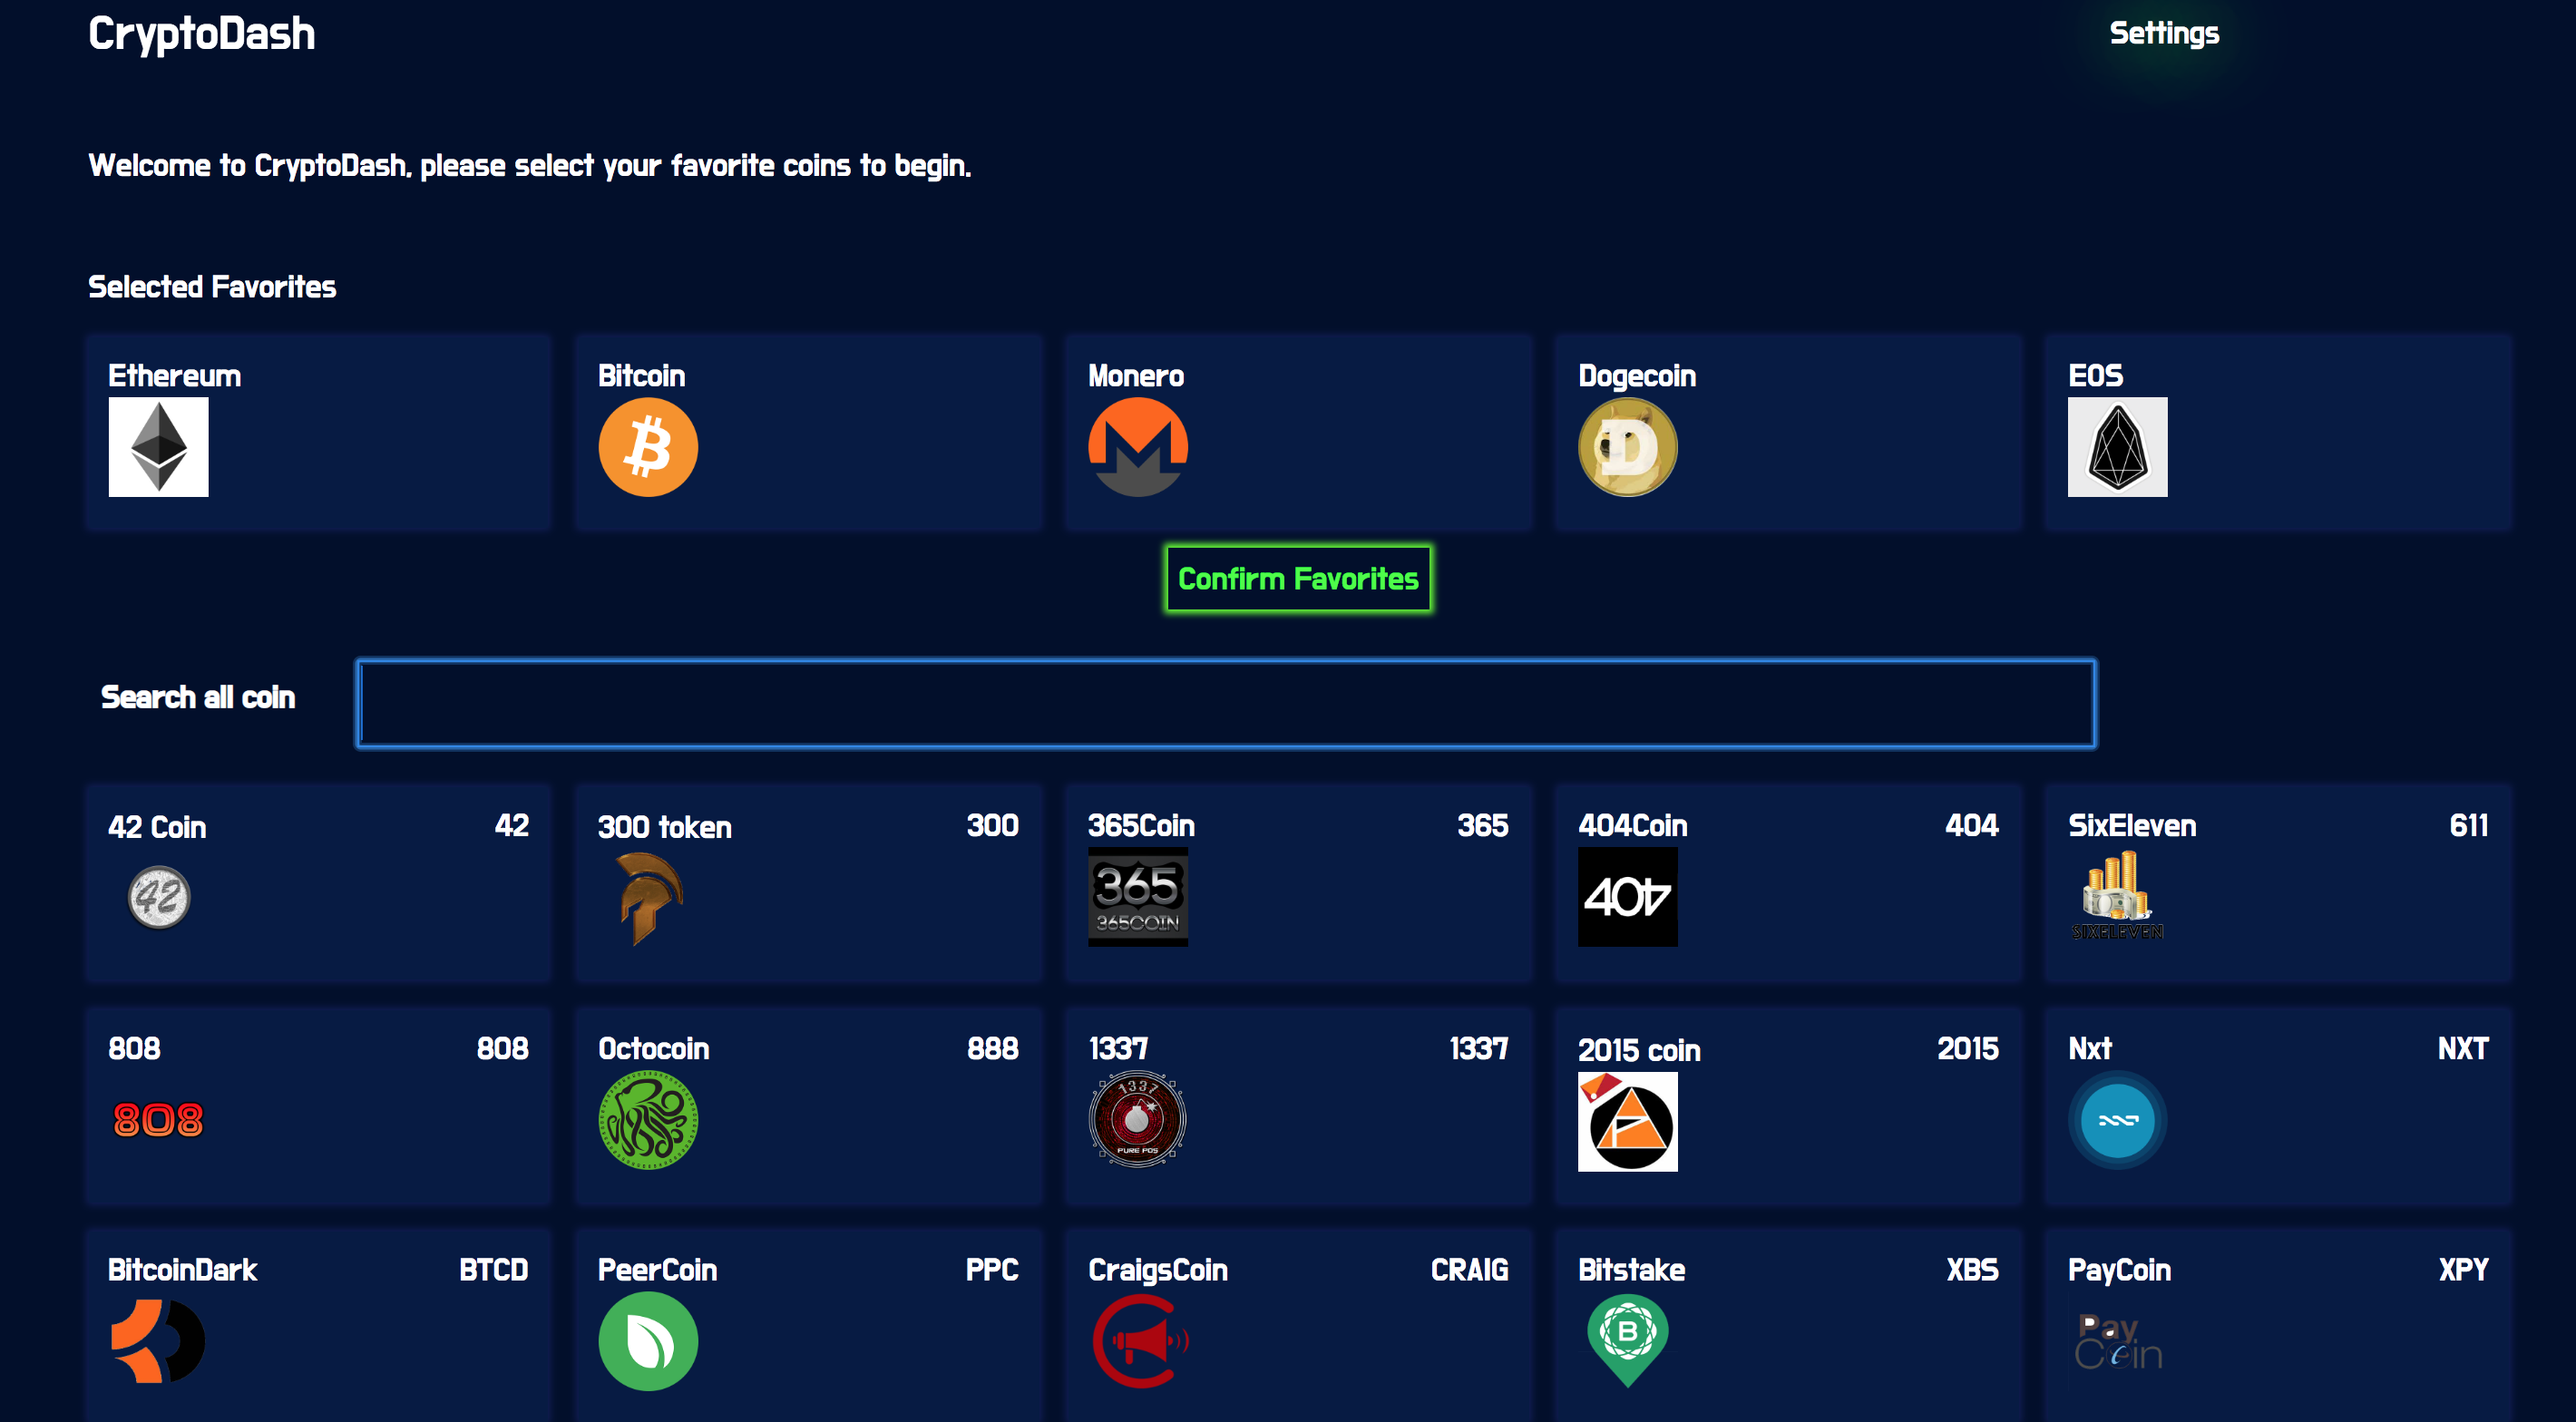 CryptoDash Settings
Welcome to CryptoDash, please select your favorite coins to begin.
Selected Favorites
Ethereum Bitcoin Monero Dogecoin EOS
D
Confirm Favorites
Search all coin
42 Coin 42 300 token 300 365Coin 365 404Coin 404 SixEleven 611
42 365 404
365COIN SIXELEVEN
808 808 Octocoin 888 1337 1337 2015 coin 2015 Nxt NXT
1337
808
PURE POS
BitcoinDark BTCD PeerCoin PPC CraigsCoin CRAIG Bitstake XBS PayCoin XPY
B Pay
Coin